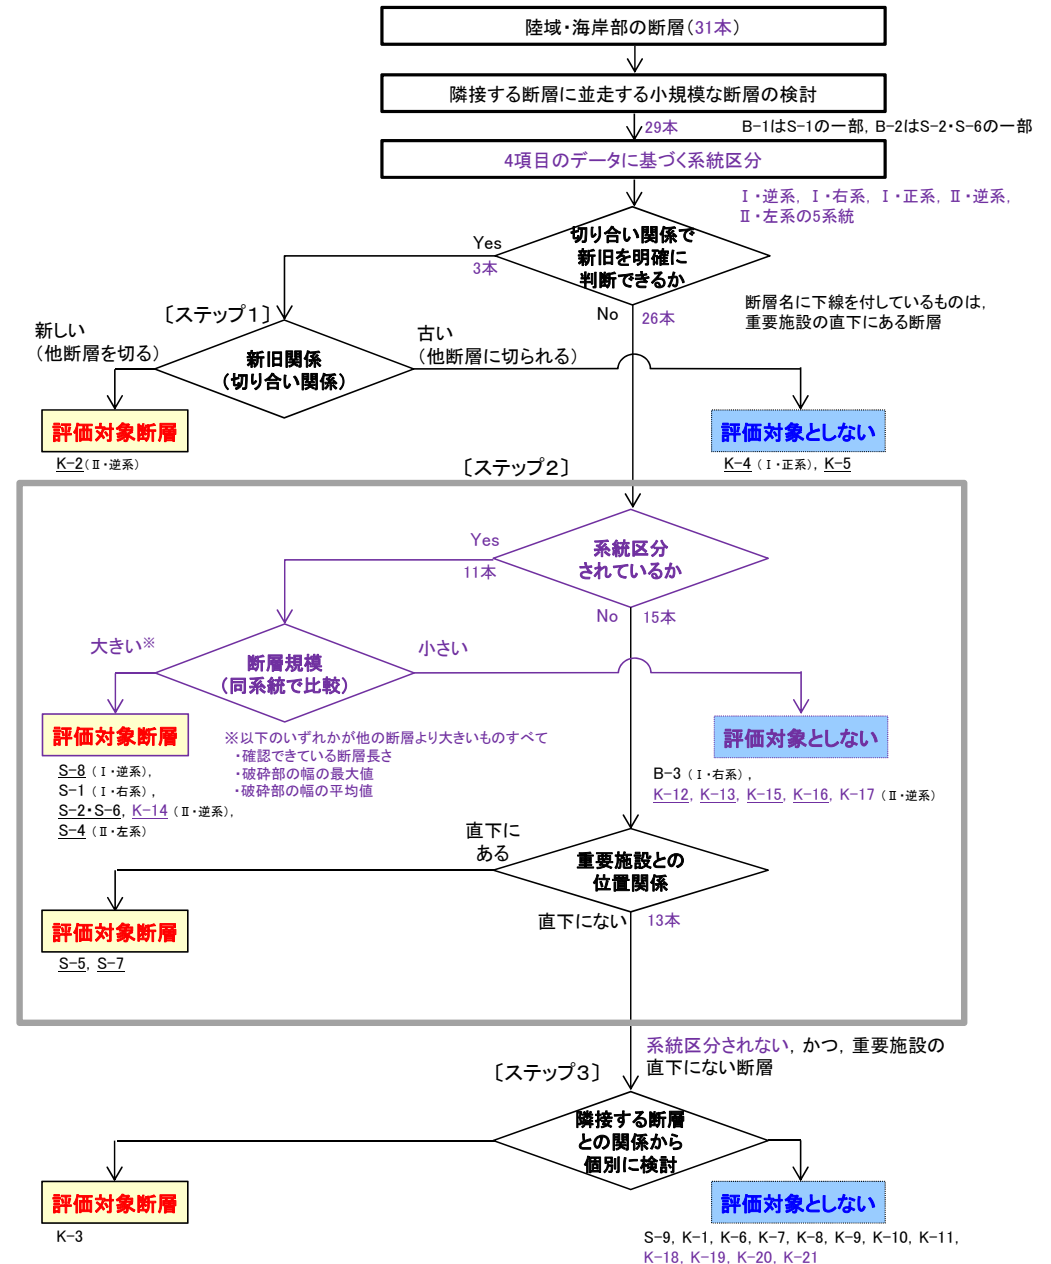 陸域・海岸部の断層（31本）
隣接する断層に並走する小規模な断層の検討
29本
B-1はS-1の一部，B-2はS-2・S-6の一部
4項目のデータに基づく系統区分
Ⅰ・逆系，Ⅰ・右系，Ⅰ・正系，Ⅱ・逆系，
Ⅱ・左系の5系統
切り合い関係で
新旧を明確に
判断できるか
Yes
3本
No
26本
断層名に下線を付しているものは，
重要施設の直下にある断層
〔ステップ1〕
新しい
（他断層を切る）
新旧関係
（切り合い関係）
古い
（他断層に切られる）
評価対象断層
K-2（Ⅱ・逆系）
評価対象としない
K-4（Ⅰ・正系），K-5
〔ステップ2〕
系統区分
されているか
Yes
11本
No
15本
大きい※
断層規模
（同系統で比較）
小さい
評価対象断層
S-8（Ⅰ・逆系），
S-1（Ⅰ・右系），
S-2・S-6，K-14（Ⅱ・逆系），
S-4（Ⅱ・左系）
※以下のいずれかが他の断層より大きいものすべて
・確認できている断層長さ
・破砕部の幅の最大値
・破砕部の幅の平均値
評価対象としない
B-3（Ⅰ・右系），
K-12，K-13，K-15，K-16，K-17（Ⅱ・逆系）
直下に
ある
重要施設との
位置関係
直下にない
13本
評価対象断層
S-5，S-7
系統区分されない，かつ，重要施設の
直下にない断層
〔ステップ3〕
隣接する断層
との関係から
個別に検討
評価対象断層
K-3
評価対象としない
S-9，K-1，K-6，K-7，K-8，K-9，K-10，K-11，
K-18，K-19，K-20，K-21